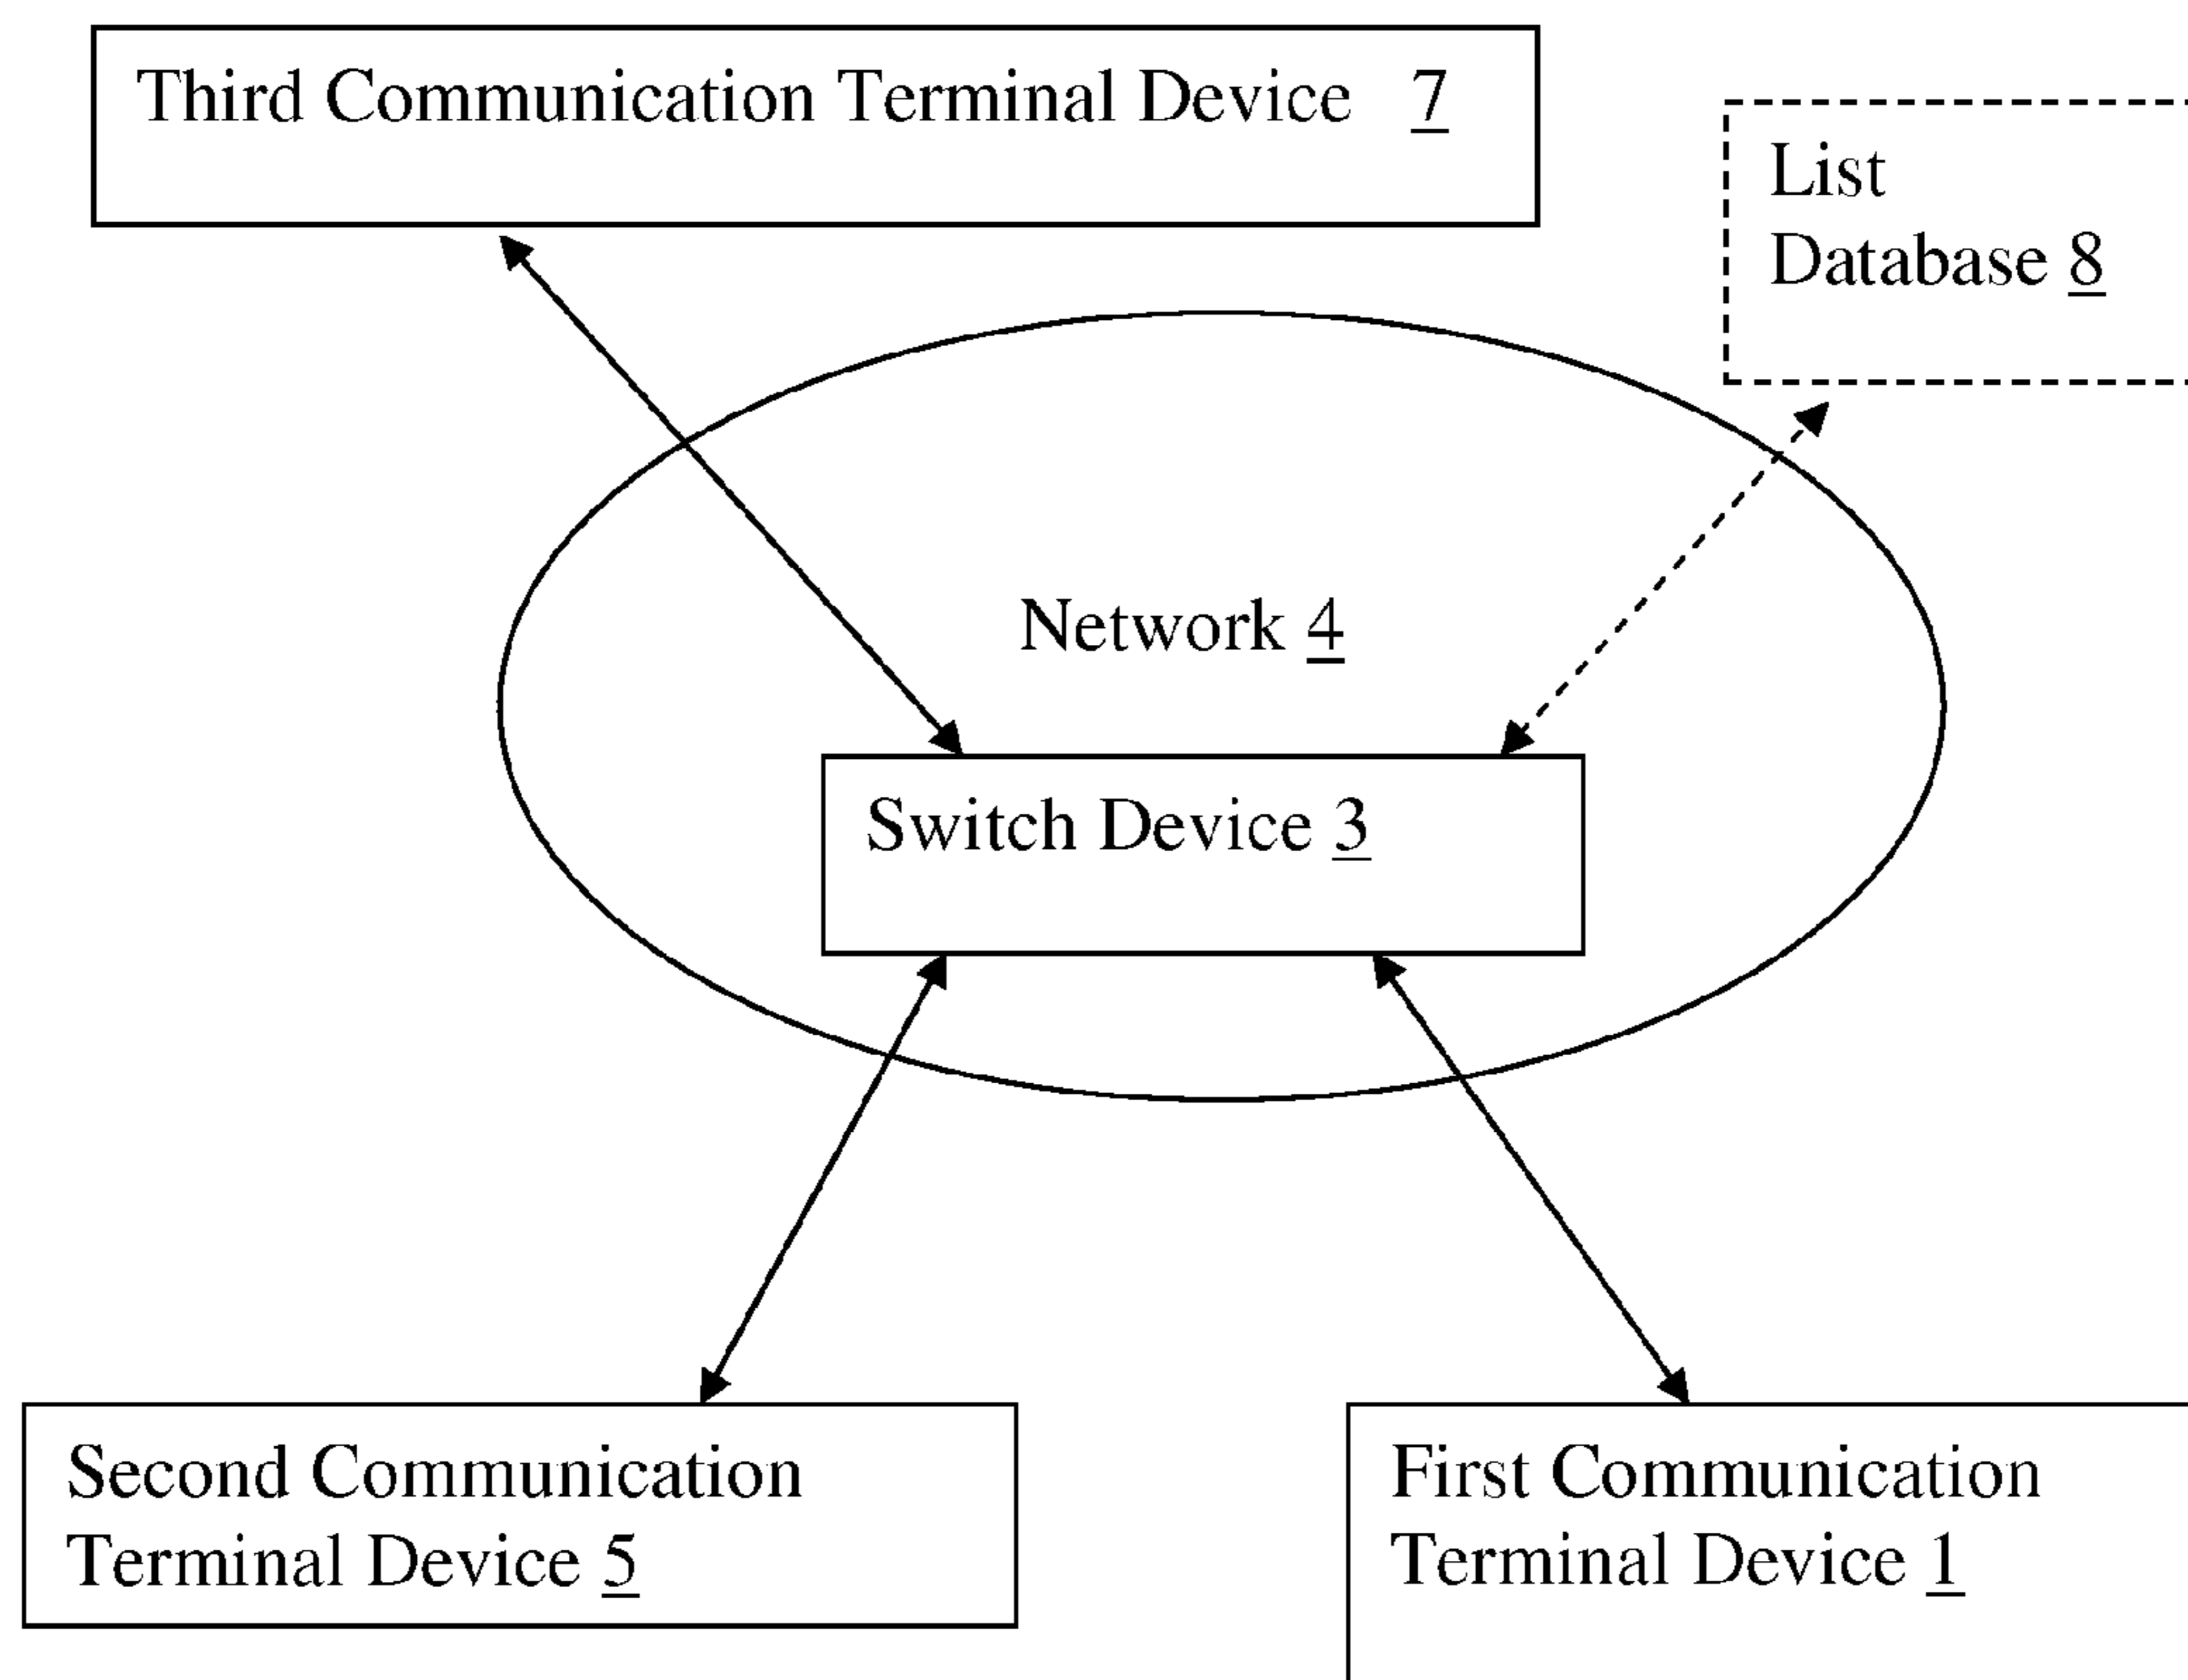 Third Communication Terminal Device 7
List
Database 8
Network 4
Switch Device 3
Second Communication
Terminal Device 5
First Communication
Terminal Device 1